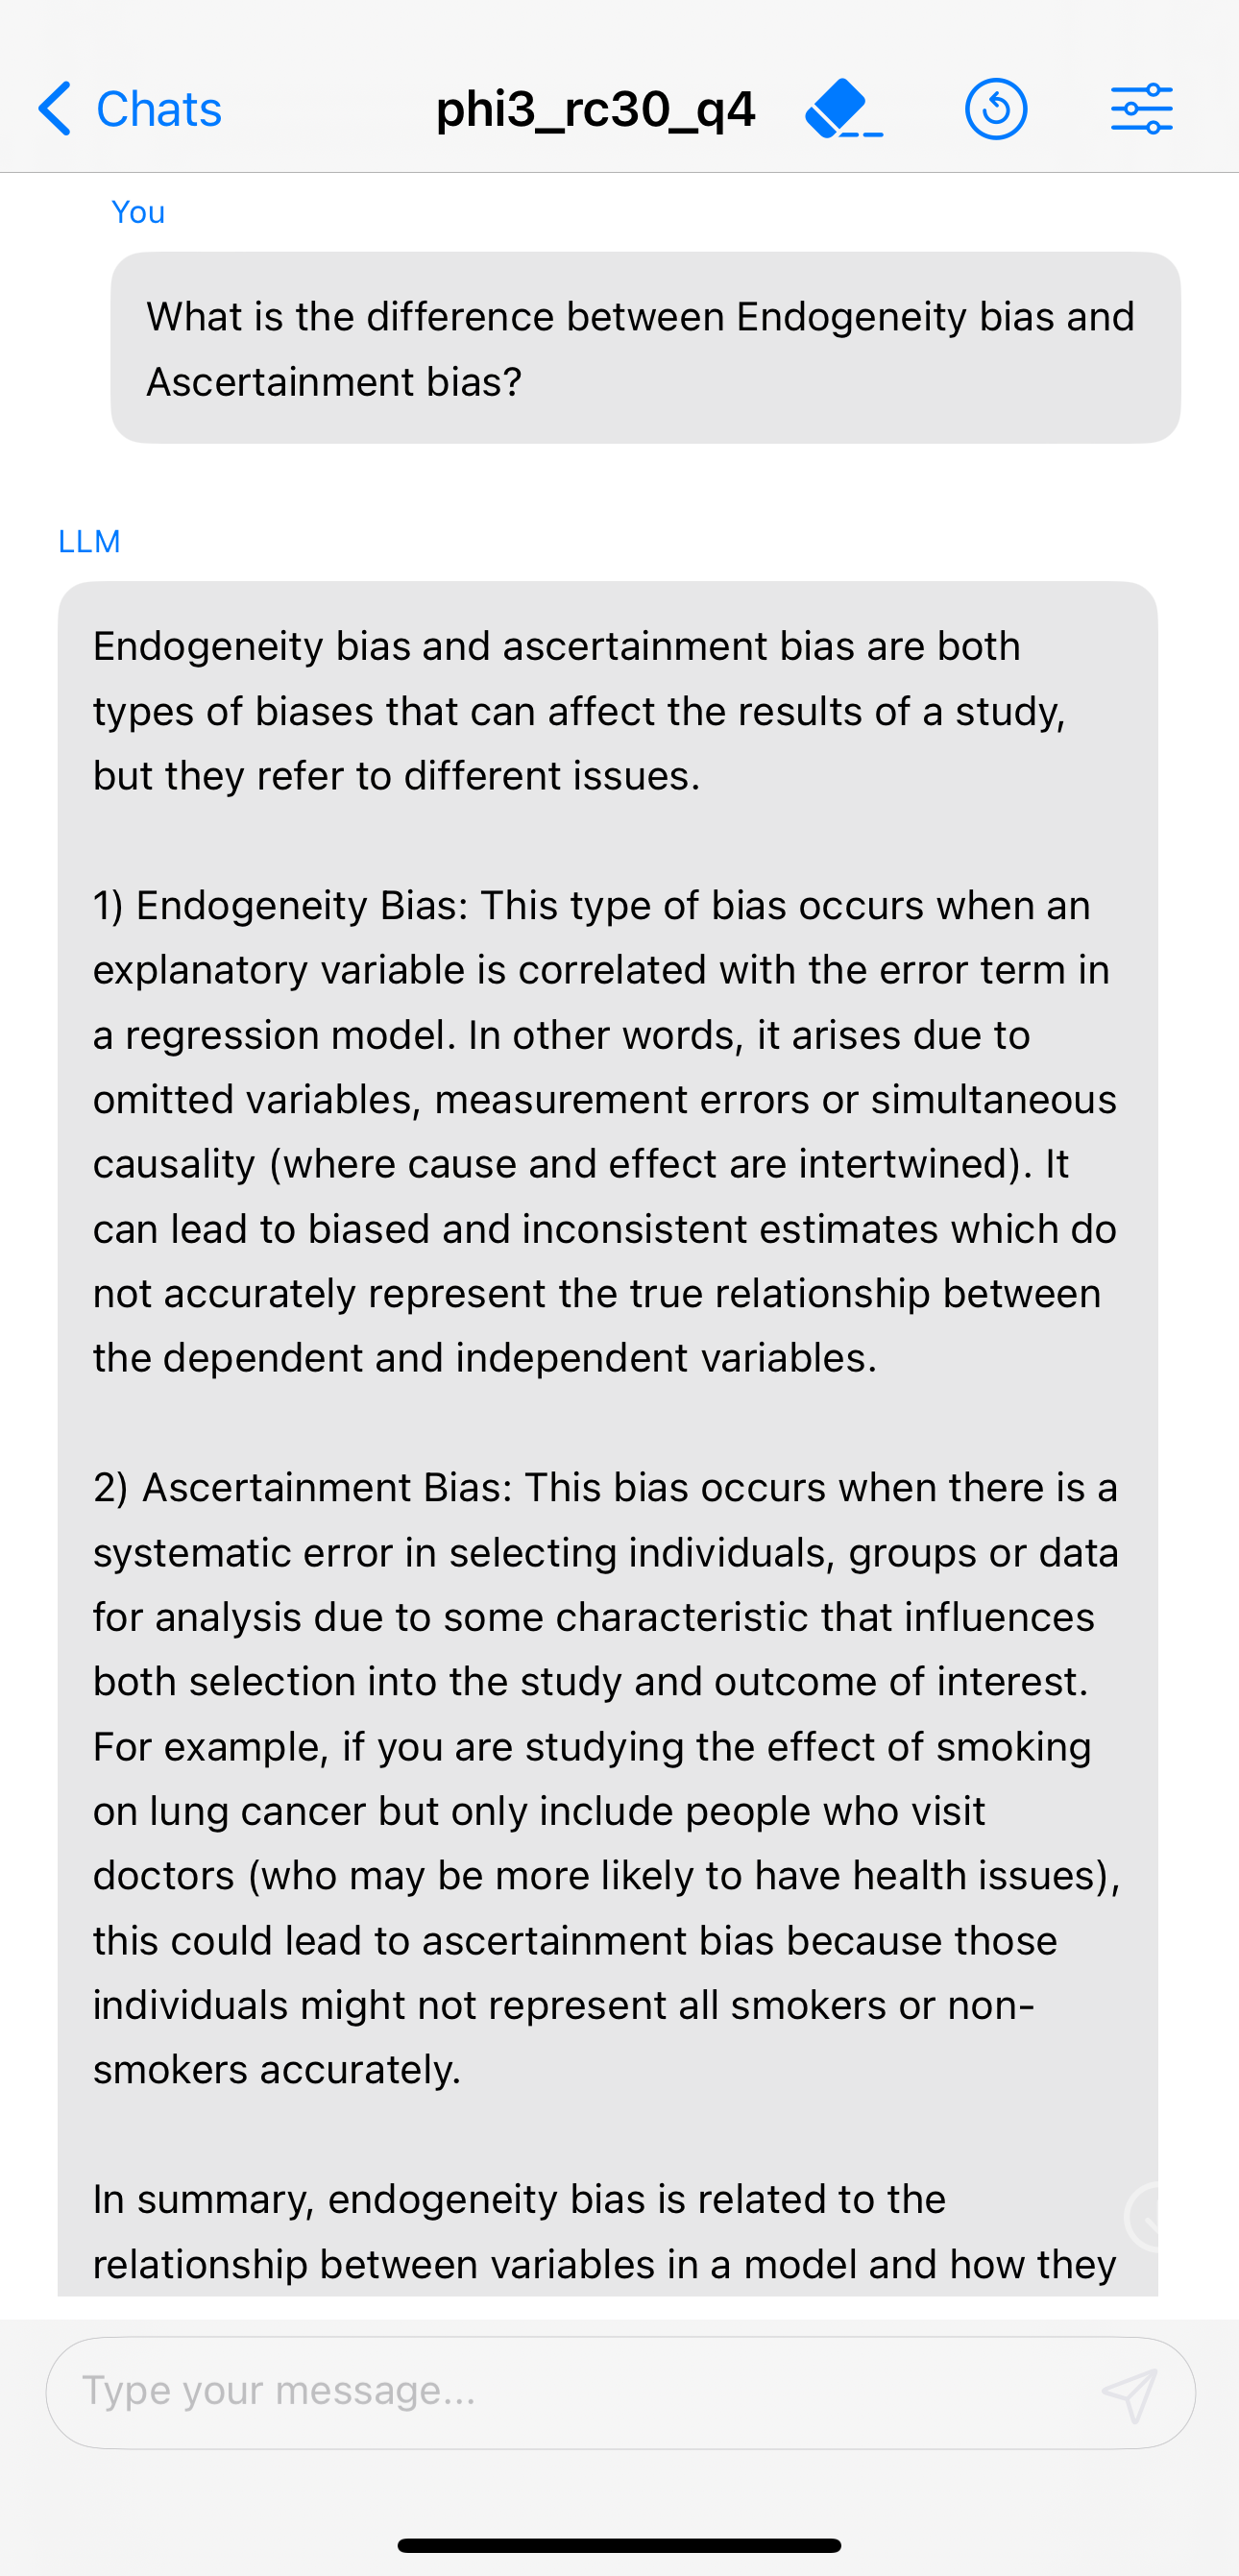 Chats
phi3_rc30_q4
You
What is the difference between Endogeneity bias and
Ascertainment bias?
LLM
Endogeneity bias and ascertainment bias are both
types of biases that can affect the results of a study,
but they refer to different issues.
1) Endogeneity Bias: This type of bias occurs when an
explanatory variable is correlated with the error term in
a regression model. In other words, it arises due to
omitted variables, measurement errors or simultaneous
causality (where cause and effect are intertwined). It
can lead to biased and inconsistent estimates which do
not accurately represent the true relationship between
the dependent and independent variables.
2) Ascertainment Bias: This bias occurs when there is a
systematic error in selecting individuals, groups or data
for analysis due to some characteristic that influences
both selection into the study and outcome of interest.
For example, if you are studying the effect of smoking
on lung cancer but only include people who visit
doctors (who may be more likely to have health issues),
this could lead to ascertainment bias because those
individuals might not represent all smokers or non-
smokers accurately.
In summary, endogeneity bias is related to the
relationship between variables in a model and how they
Type your message...